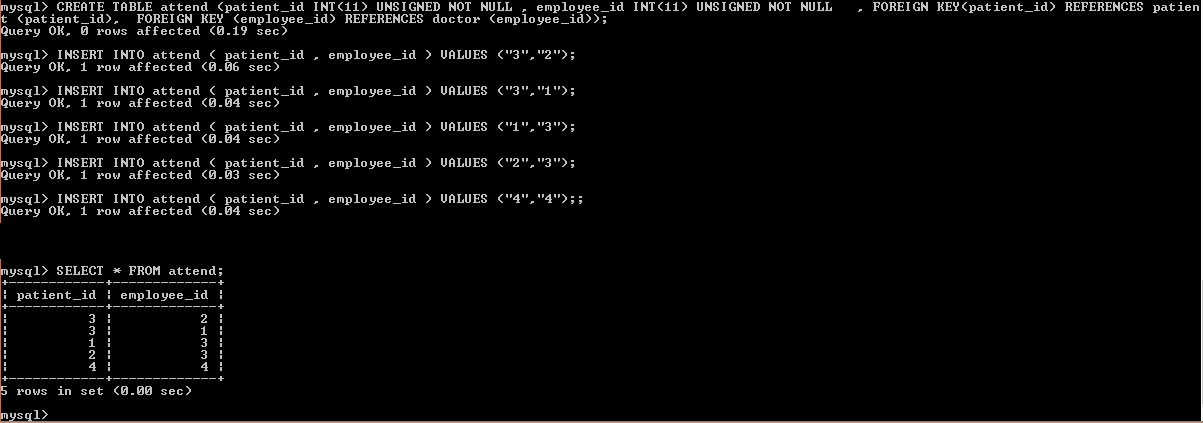 mysql> CREATE TABLE attend (patient_id INT(11) UNSIGNED NOT NULL , employee_id INT(11) UNSIGNED NOT NULL   , FOREIGN KEY(patient_id) REFERENCES patien
t (patient_id),  FOREIGN KEY (employee_id) REFERENCES doctor (employee_id));
Query OK, 0 rows affected (0.19 sec)
mysql> INSERT INTO attend ( patient_id , employee_id ) VALUES ("3","2");
Query OK, 1 row affected (0.06 sec)
mysql> INSERT INTO attend ( patient_id , employee_id ) VALUES ("3","1");
Query OK, 1 row affected (0.04 sec)
mysql> INSERT INTO attend ( patient_id , employee_id ) VALUES ("1","3");
Query OK, 1 row affected (0.04 sec)
mysql> INSERT INTO attend ( patient_id , employee_id ) VALUES ("2","3");
Query OK, 1 row affected (0.03 sec)
mysql> INSERT INTO attend ( patient_id , employee_id ) VALUES ("4","4");;
Query OK, 1 row affected (0.04 sec)
mysql> SELECT * FROM attend;
+------------+-------------+
¦ patient_id ¦ employee_id ¦
+------------+-------------+
¦          3 ¦           2 ¦
¦          3 ¦           1 ¦
¦          1 ¦           3 ¦
¦          2 ¦           3 ¦
¦          4 ¦           4 ¦
+------------+-------------+
5 rows in set (0.00 sec)
mysql>